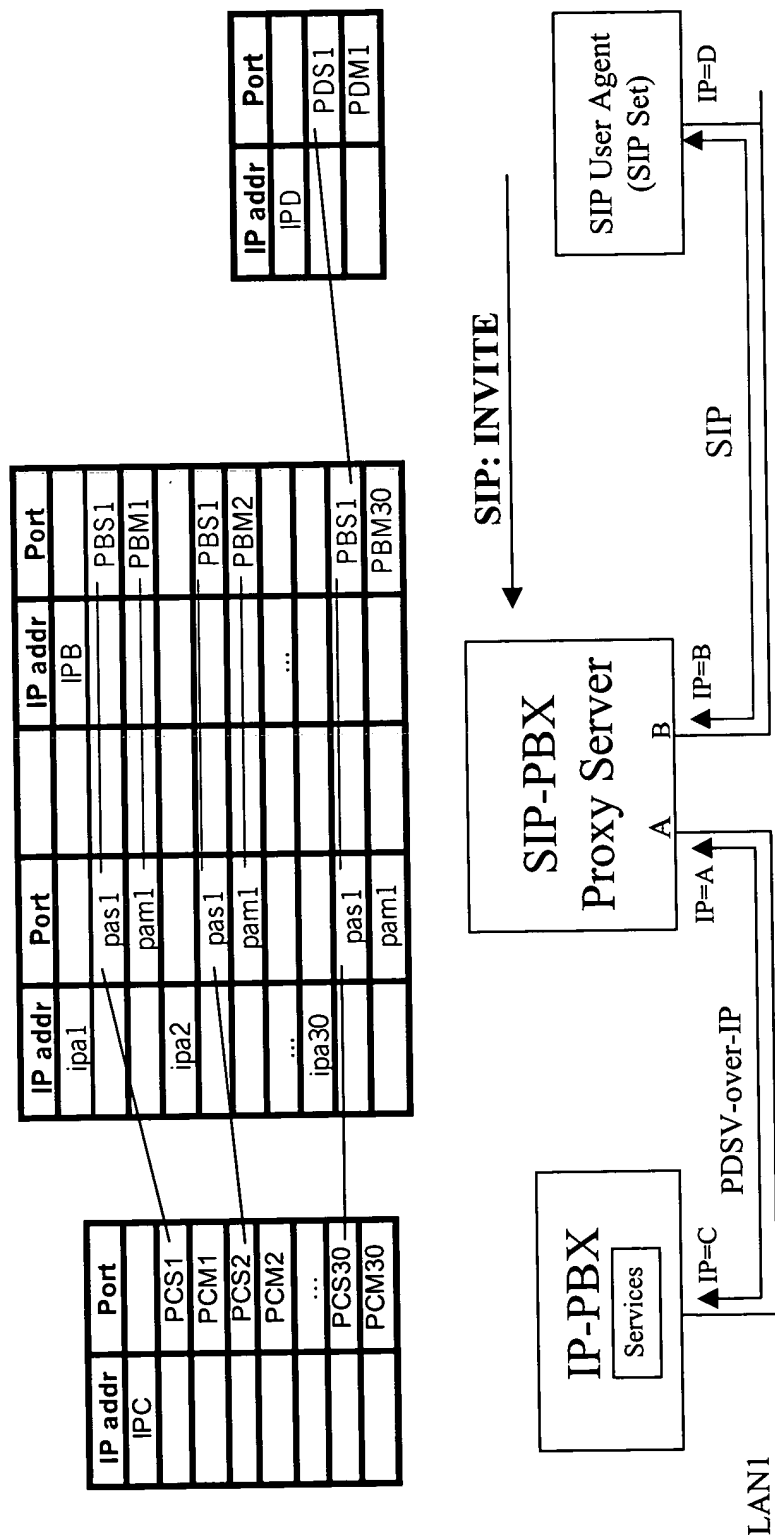 IP addr Port
IPC
PCS1
PCM1
PCS2
PCM2
...
PCS30
PCM30
IP addr Port IP addr Port
ipa1 IPB
pas1 PBS1
pam1 PBM1
ipa2
pas1 PBS1
pam1 PBM2
... ...
ipa30
pas1 PBS1
pam1 PBM30
IP addr Port
IPD
PDS1
PDM1
SIP: INVITE
IP-PBX
Services
IP=C
PDSV-over-IP
LAN1
SIP-PBX
Proxy Server
A B
IP=A
IP=B
SIP
SIP User Agent
(SIP Set)
IP=D